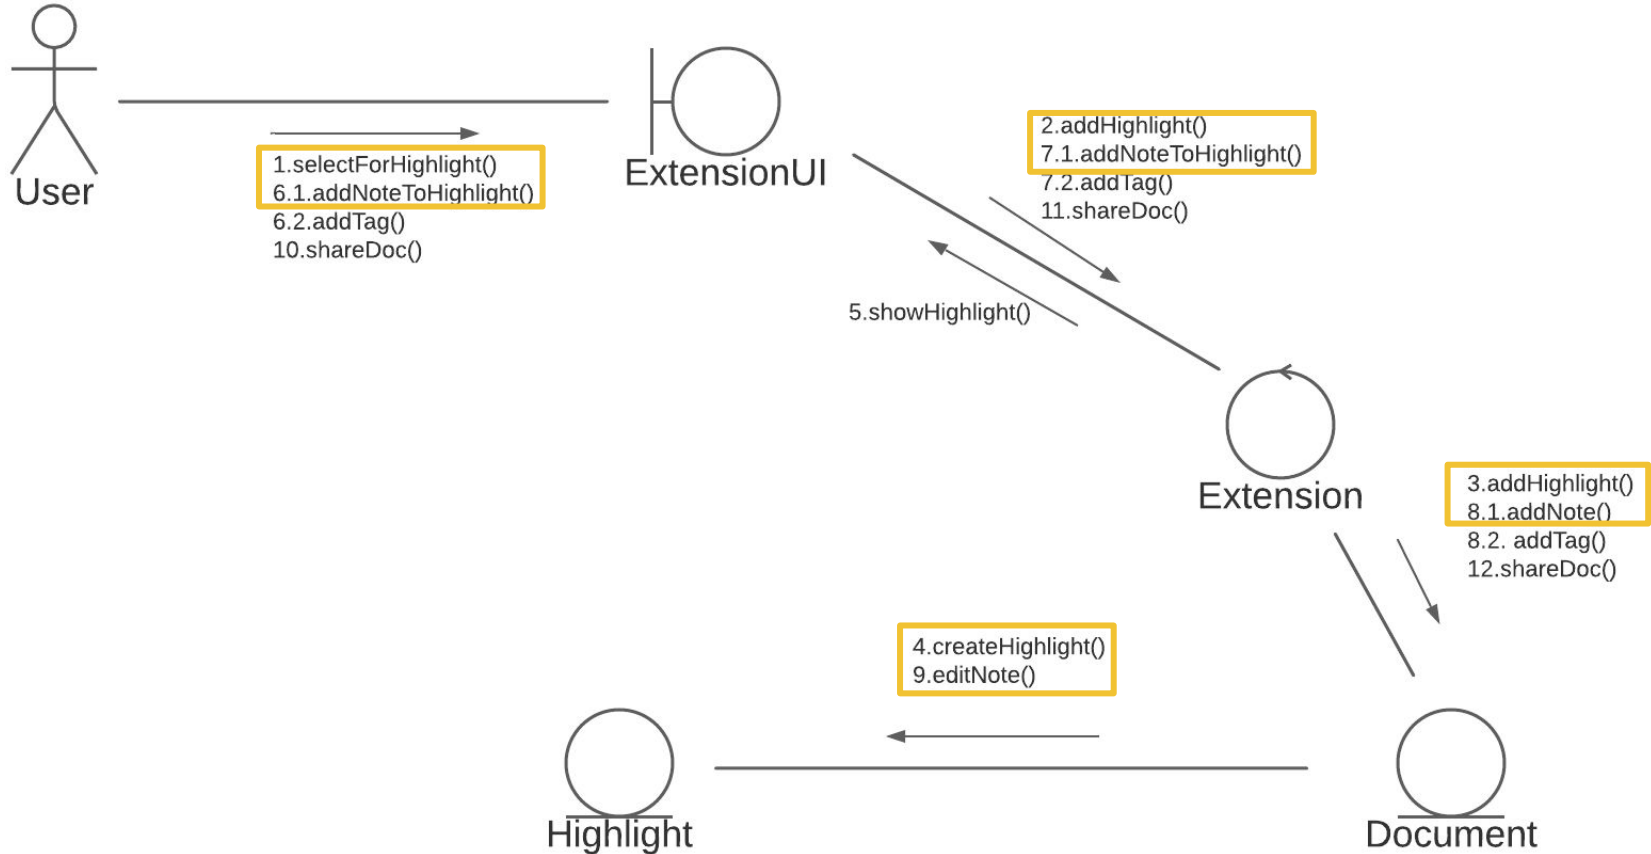 User
1.selectForHighlight()
6.1.addNoteToHighlight()
6.2.addTag()
10.shareDoc()
ExtensionUI
2.addHighlight()
7.1.addNoteToHighlight()
7.2.addTag()
11.shareDoc()
5.showHighlight()
Extension
3.addHighlight()
8.1.addNote()
8.2. addTag()
12.shareDoc()
4.createHighlight()
9.editNote()
Highlight
Document